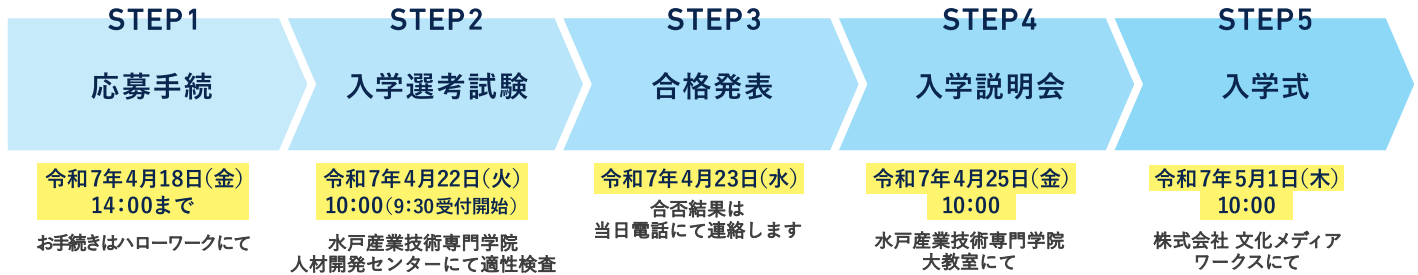 STEP1
応募手続
令和7年4月18日(金)
14:00まで
お手続きはハローワークにて
STEP2
入学選考試験
令和7年4月22日(火)
10:00(9:30受付開始)
水戸産業技術専門学院
人材開発センターにて適性検査
STEP3
合格発表
令和7年4月23日(水)
合否結果は
当日電話にて連絡します
STEP4
入学説明会
令和7年4月25日(金)
10:00
水戸産業技術専門学院
大教室にて
STEP5
入学式
令和7年5月1日(木)
10:00
株式会社 文化メディア
ワークスにて